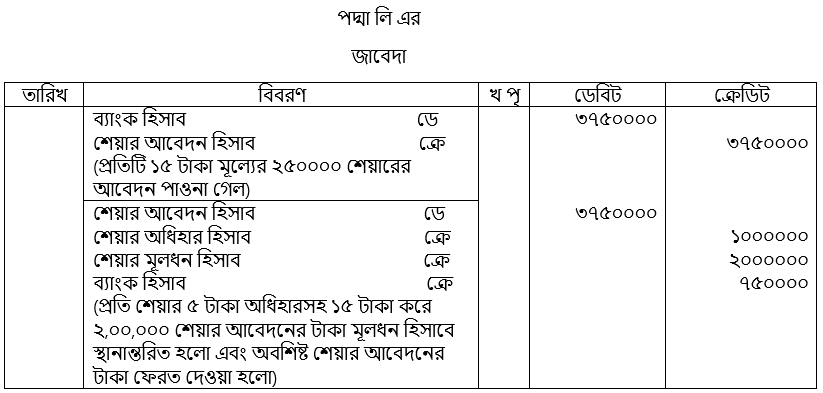 পদ্মা লি এর
জাবেদা
তারিখ বিবরণ খ পৃ ডেবিট ক্রেডিট
ব্যাংক হিসাব ডে ৩৭৫০০০০
শেয়ার আবেদন হিসাব ক্রে ৩৭৫০০০০
(প্রতিটি ১৫ টাকা মূল্যের ২৫০০০০ শেয়ারের
আবেদন পাওনা গেল)
শেয়ার আবেদন হিসাব ডে ৩৭৫০০০০
শেয়ার অধিহার হিসাব ক্রে ১০০০০০০
শেয়ার মূলধন হিসাব ক্রে ২০০০০০০
ব্যাংক হিসাব ক্রে ৭৫০০০০
(প্রতি শেয়ার ৫ টাকা অধিহারসহ ১৫ টাকা করে
২,০০,০০০ শেয়ার আবেদনের টাকা মূলধন হিসাবে
স্থানান্তরিত হলো এবং অবশিষ্ট শেয়ার আবেদনের
টাকা ফেরত দেওয়া হলো)